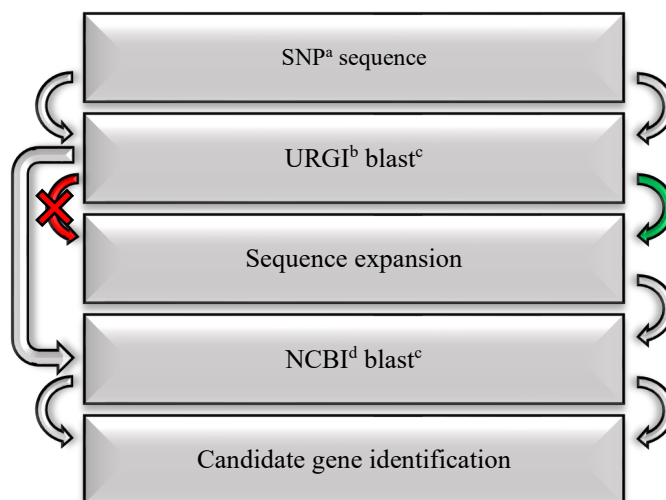 SNPᵃ sequence
URGIᵇ blastᶜ
Sequence expansion
NCBIᵈ blastᶜ
Candidate gene identification